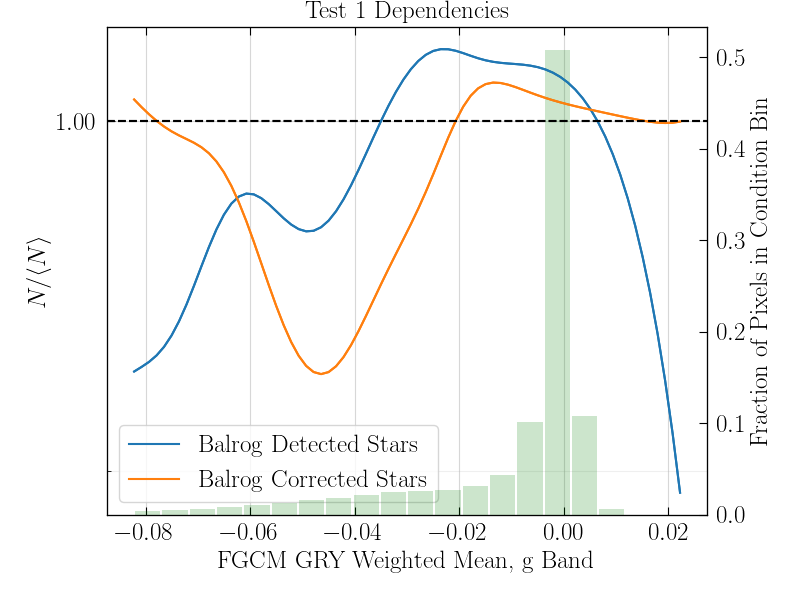 Test 1 Dependencies
1.00
N/⟨N⟩
0.5
0.4
0.3
0.2
0.1
0.0
Fraction of Pixels in Condition Bin
Balrog Detected Stars
Balrog Corrected Stars
−0.08 −0.06 −0.04 −0.02 0.00 0.02
FGCM GRY Weighted Mean, g Band